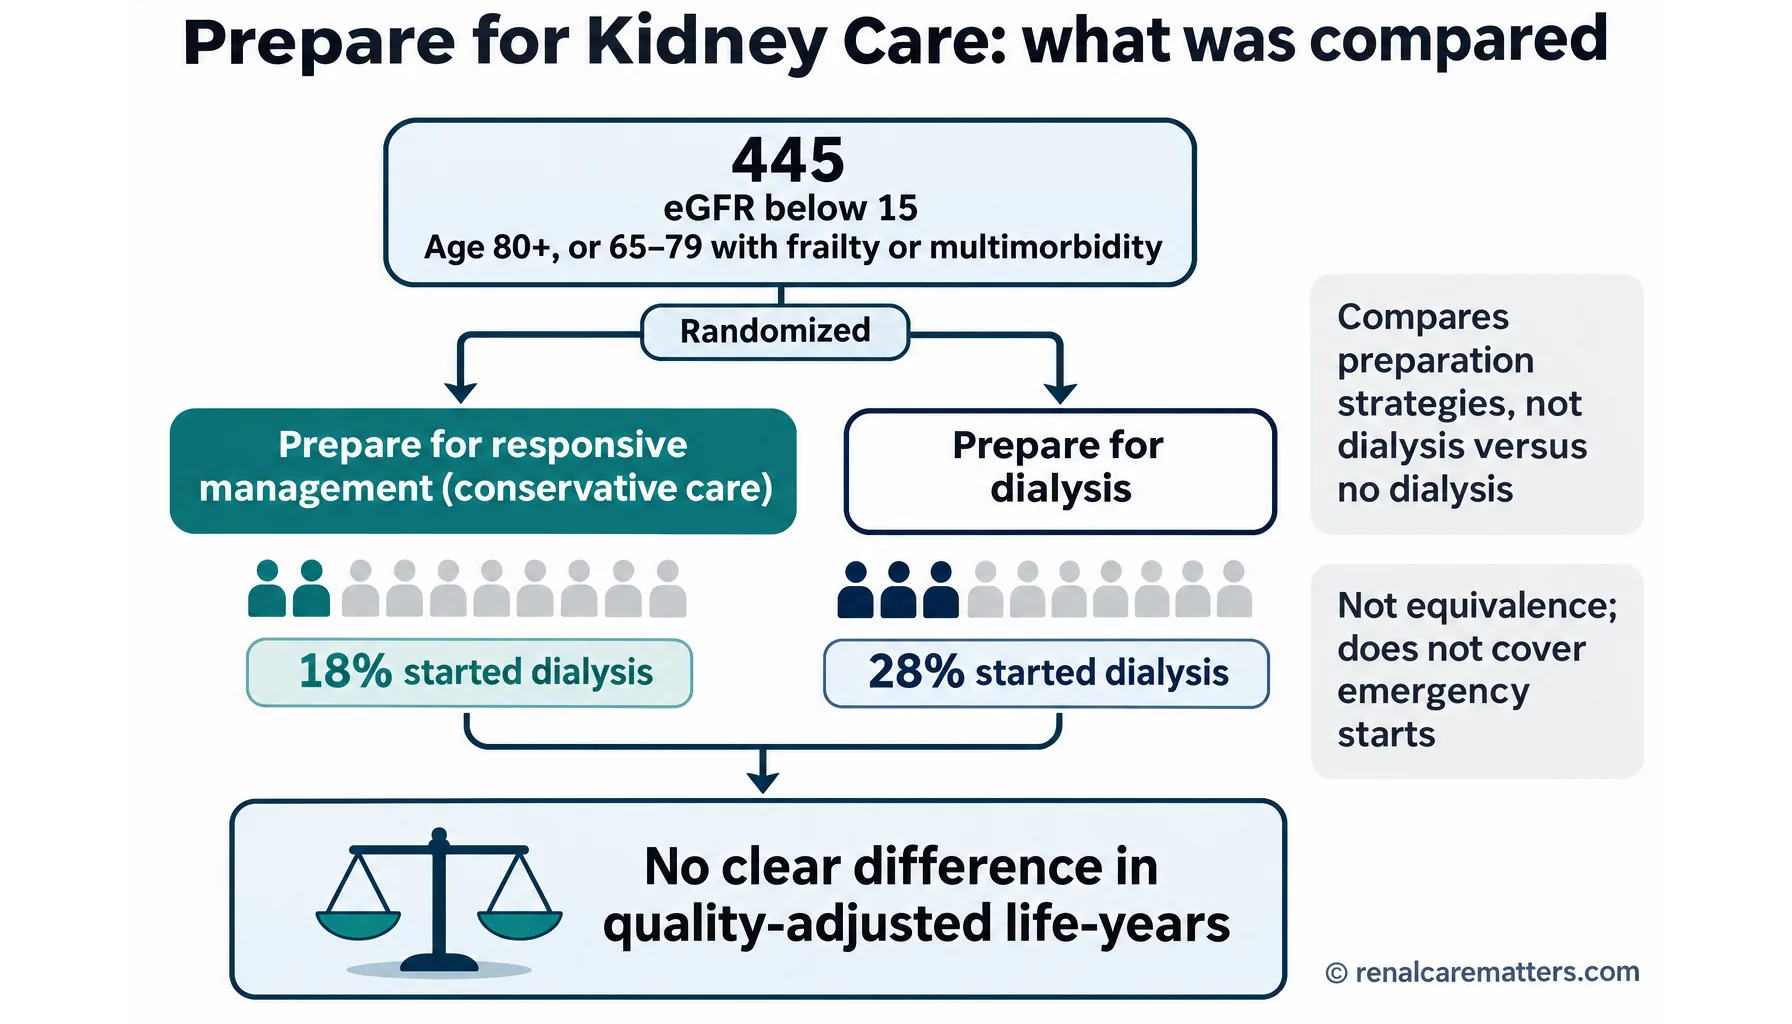 Prepare for Kidney Care: what was compared
445
eGFR below 15
Age 80+, or 65–79 with frailty or multimorbidity
Randomized
Prepare for responsive
management (conservative care)
Prepare for
dialysis
18% started dialysis
28% started dialysis
No clear difference in
quality-adjusted life-years
Compares
preparation
strategies, not
dialysis versus
no dialysis
Not equivalence;
does not cover
emergency
starts
© renalcarematters.com